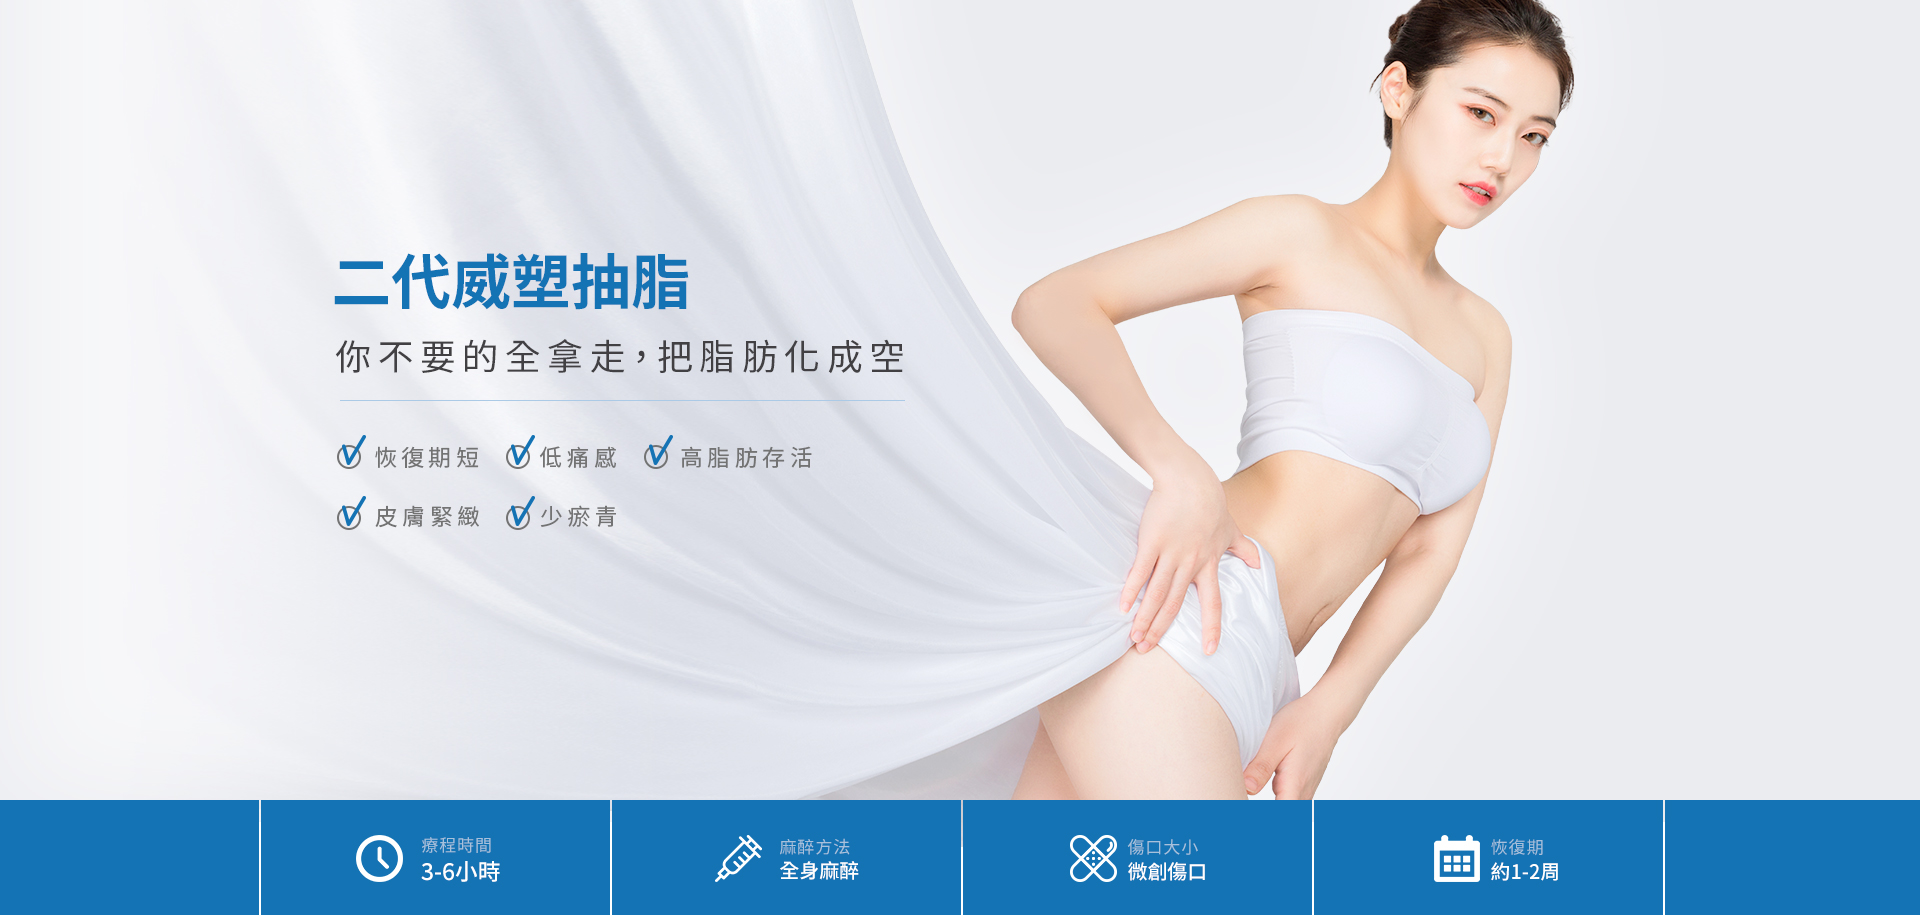 二代威塑抽脂
你不要的全拿走，把脂肪化成空
恢復期短 低痛感 高脂肪存活
皮膚緊緻 少瘀青
療程時間
3-6小時
麻醉方法
全身麻醉
傷口大小
微創傷口
恢復期
約1-2周